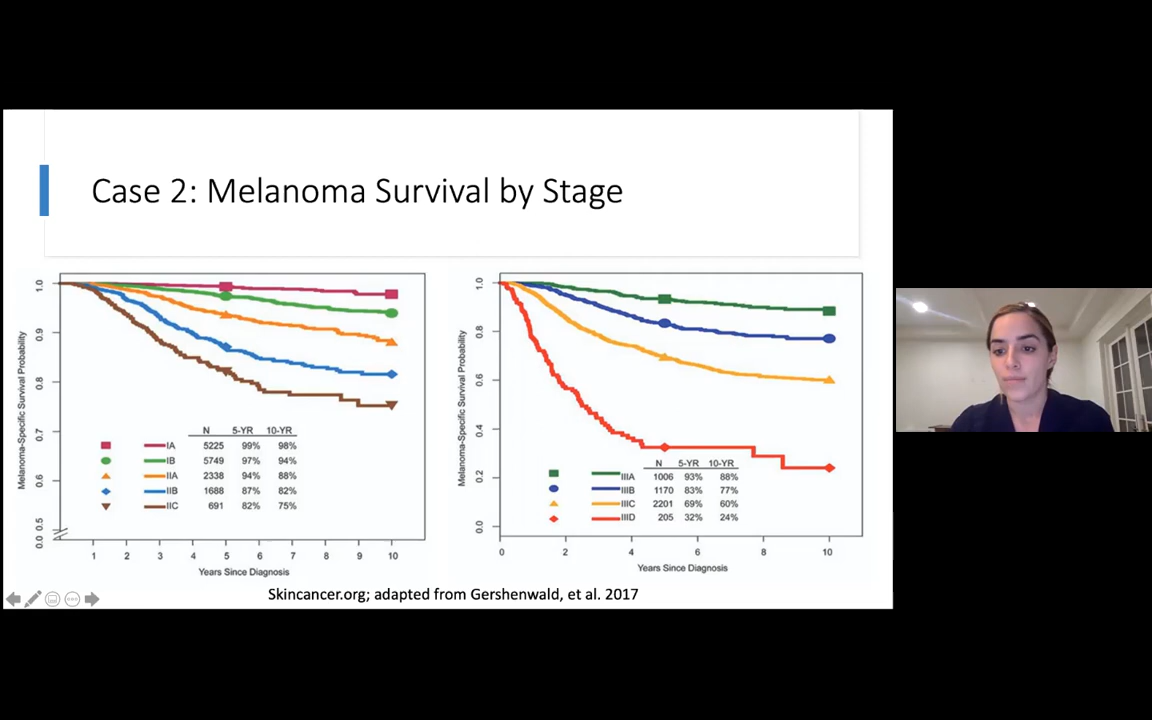 Case 2: Melanoma Survival by Stage
Melanoma-Specific Survival Probability
1.0
0.9
0.8
0.7
0.6
0.5
0.0
N 5-YR 10-YR
IA 5225 99% 98%
IB 5749 97% 94%
IIA 2338 94% 88%
IIB 1688 87% 82%
IIC 691 82% 75%
1 2 3 4 5 6 7 8 9 10
Years Since Diagnosis
Melanoma-Specific Survival Probability
1.0
0.8
0.6
0.4
0.2
0.0
N 5-YR 10-YR
IIIA 1006 93% 88%
IIIB 1170 83% 77%
IIIC 2201 69% 60%
IIID 205 32% 24%
0 2 4 6 8 10
Years Since Diagnosis
Skincancer.org; adapted from Gershenwald, et al. 2017